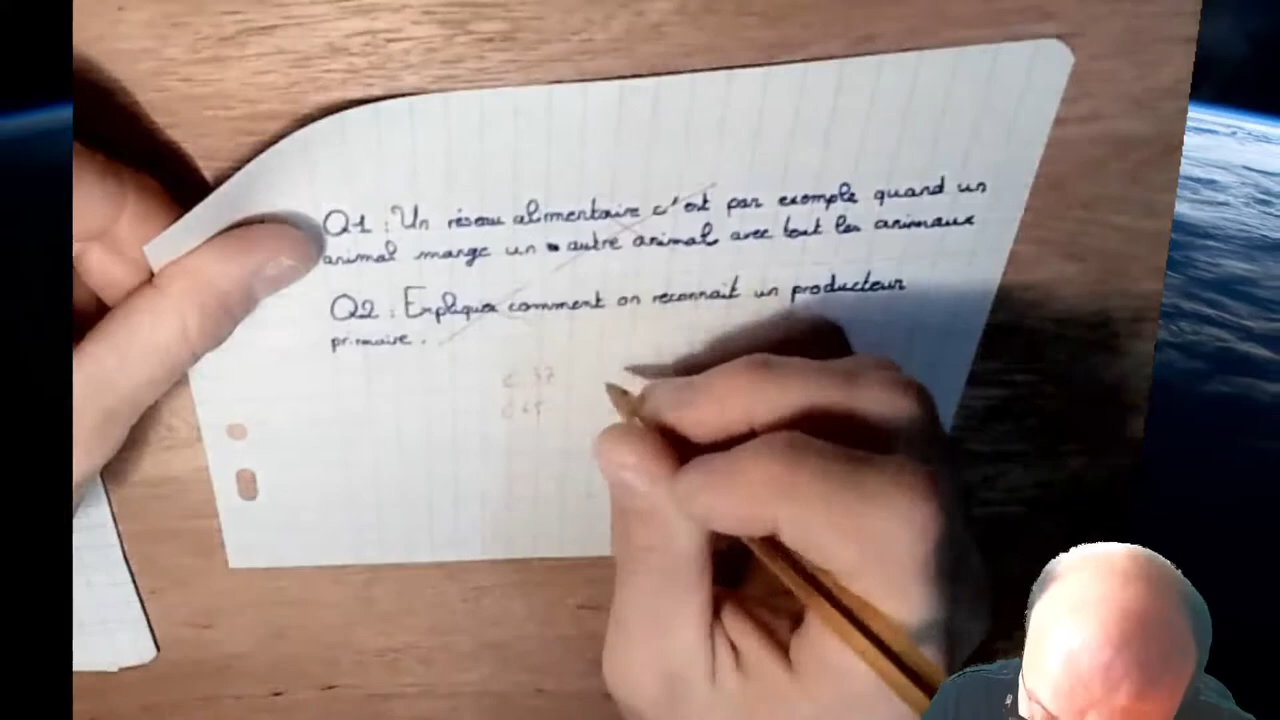 Q1 : Un réseau alimentaire c'est par exemple quand un
animal mange un autre animal avec tout les animaux
Q2 : Expliquer comment on reconnait un producteur
primaire.